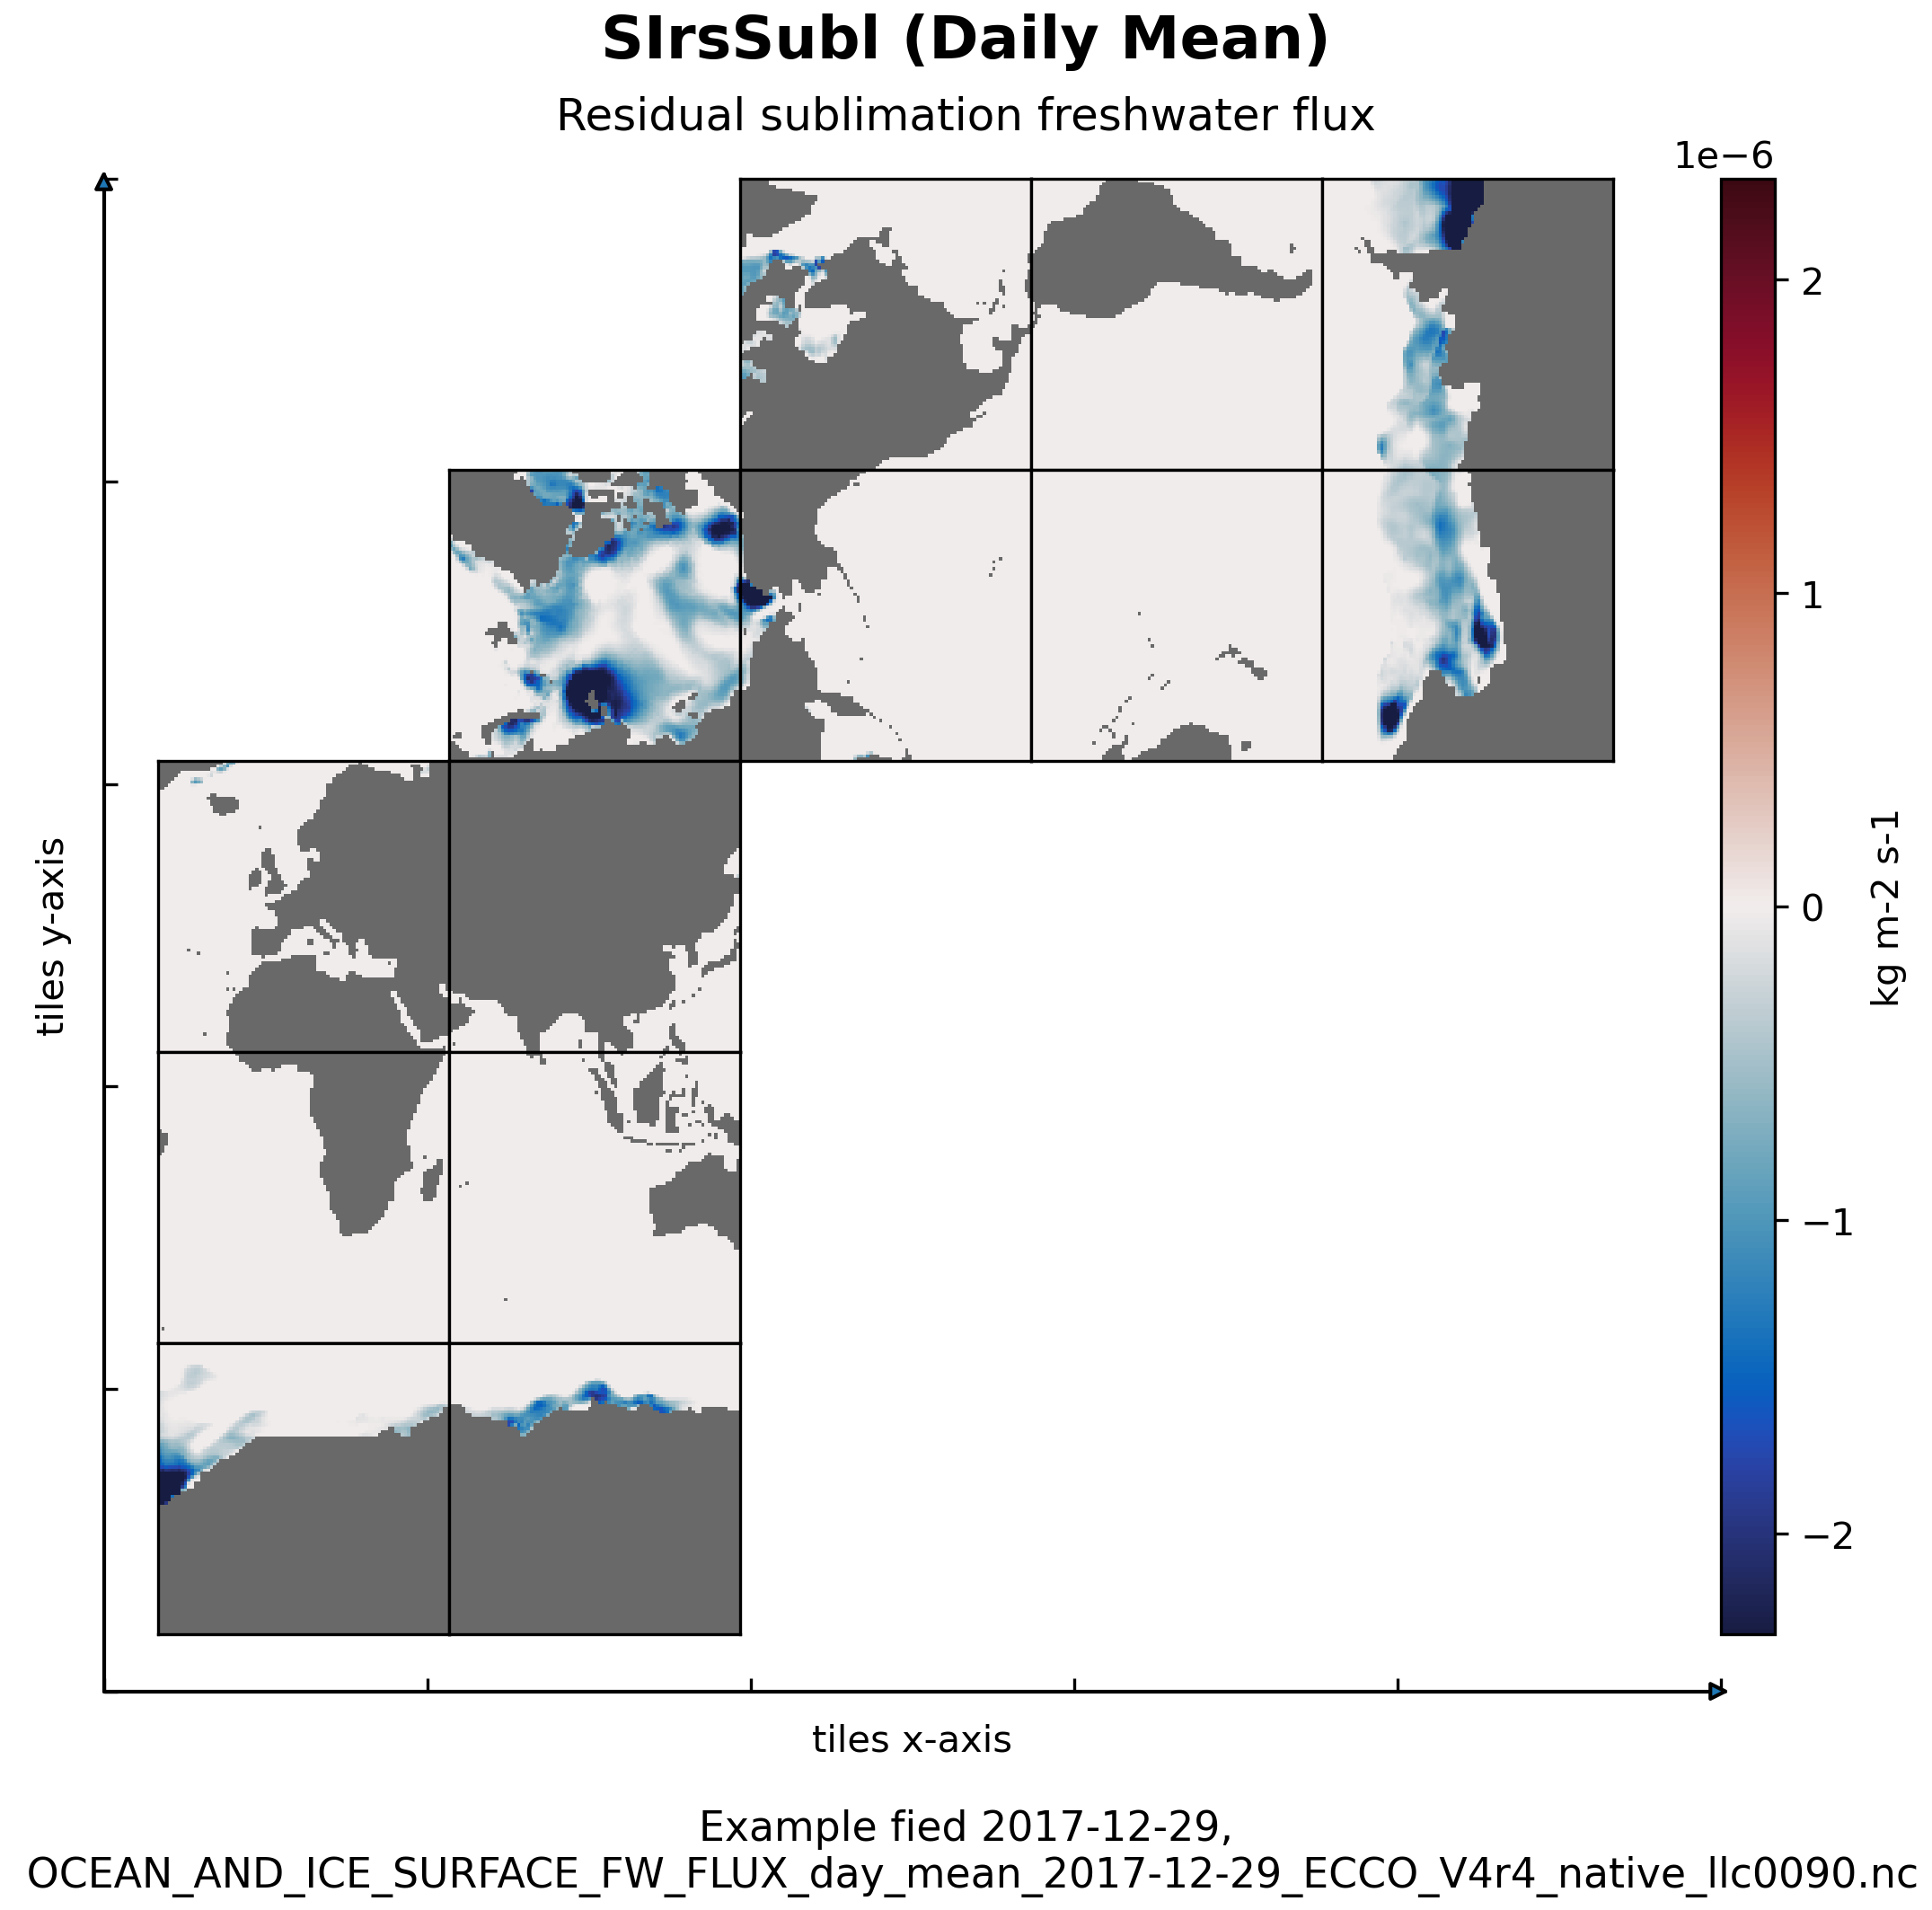 SIrsSubl (Daily Mean)
Residual sublimation freshwater flux
1e−6
2
1
0
−1
−2
kg m-2 s-1
tiles y-axis
tiles x-axis
Example fied 2017-12-29,
OCEAN_AND_ICE_SURFACE_FW_FLUX_day_mean_2017-12-29_ECCO_V4r4_native_llc0090.nc